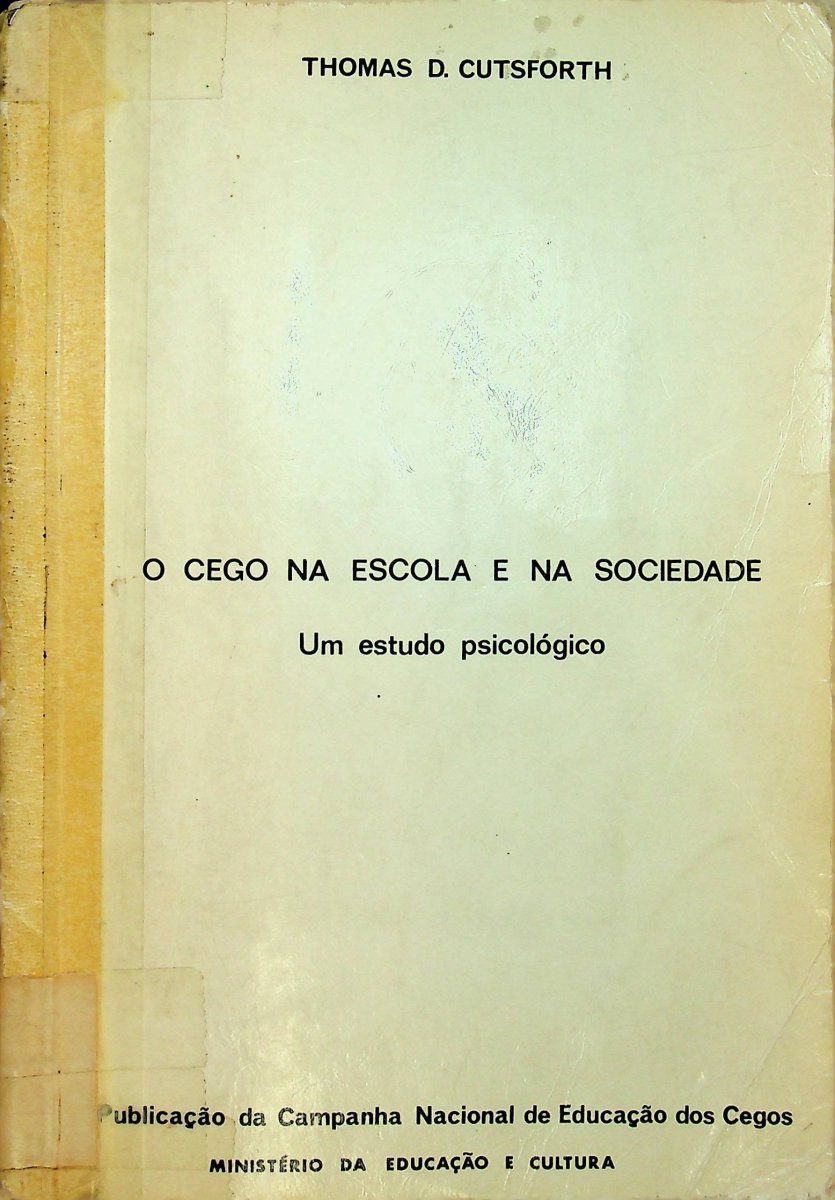 THOMAS D. CUTSFORTH
O CEGO NA ESCOLA E NA SOCIEDADE
Um estudo psicológico
Publicação da Campanha Nacional de Educação dos Cegos
MINISTÉRIO DA EDUCAÇÃO E CULTURA